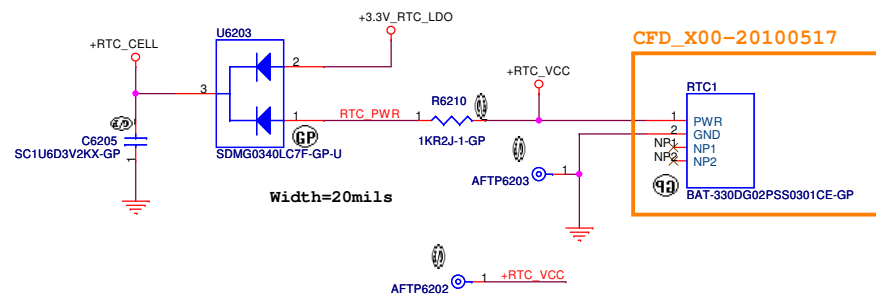 CFD_X00-20100517
+3.3V_RTC_LDO
U6203
+RTC_CELL
2
3
+RTC_VCC
RTC1
R6210
RTC_PWR
1
1
1
PWR
2
GND
NP1
NP1
NP2
NP2
C6205
SC1U6D3V2KX-GP
1
GP
1KR2J-1-GP
SDMG0340LC7F-GP-U
AFTP6203
1
GP
BAT-330DG02PSS0301CE-GP
Width=20mils
AFTP6202
1
+RTC_VCC